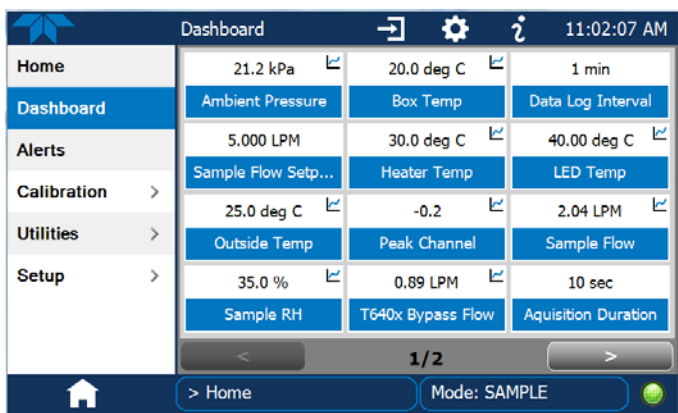 Dashboard
11:02:07 AM
Home
Dashboard
Alerts
Calibration >
Utilities >
Setup >
21.2 kPa
Ambient Pressure
20.0 deg C
Box Temp
1 min
Data Log Interval
5.000 LPM
Sample Flow Setp...
30.0 deg C
Heater Temp
40.00 deg C
LED Temp
25.0 deg C
Outside Temp
-0.2
Peak Channel
2.04 LPM
Sample Flow
35.0 %
Sample RH
0.89 LPM
T640x Bypass Flow
10 sec
Aquisition Duration
< 1/2 >
> Home
Mode: SAMPLE